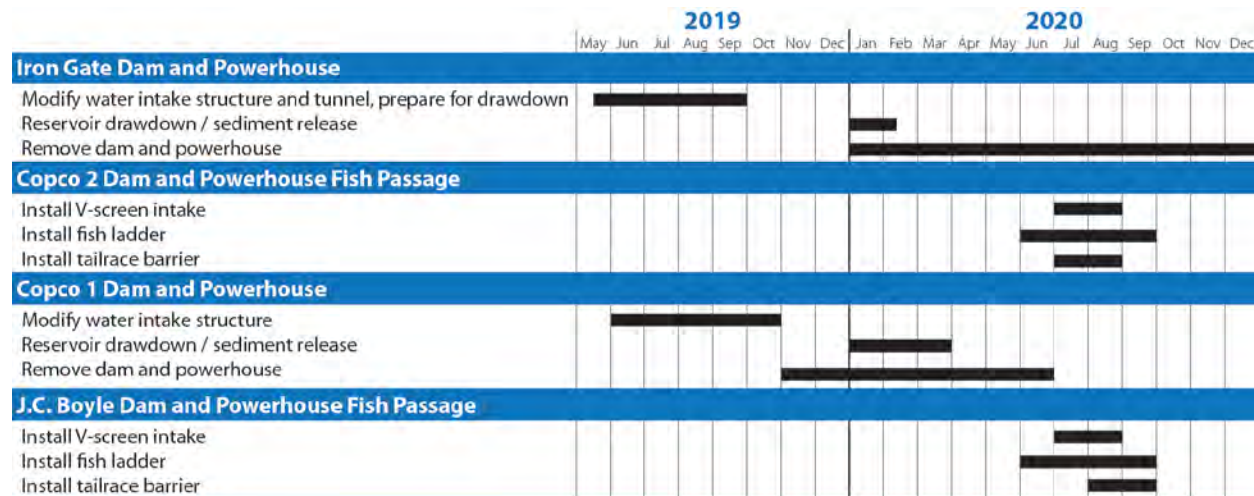 2019 2020
May Jun Jul Aug Sep Oct Nov Dec Jan Feb Mar Apr May Jun Jul Aug Sep Oct Nov Dec
Iron Gate Dam and Powerhouse
Modify water intake structure and tunnel, prepare for drawdown
Reservoir drawdown / sediment release
Remove dam and powerhouse
Copco 2 Dam and Powerhouse Fish Passage
Install V-screen intake
Install fish ladder
Install tailrace barrier
Copco 1 Dam and Powerhouse
Modify water intake structure
Reservoir drawdown / sediment release
Remove dam and powerhouse
J.C. Boyle Dam and Powerhouse Fish Passage
Install V-screen intake
Install fish ladder
Install tailrace barrier